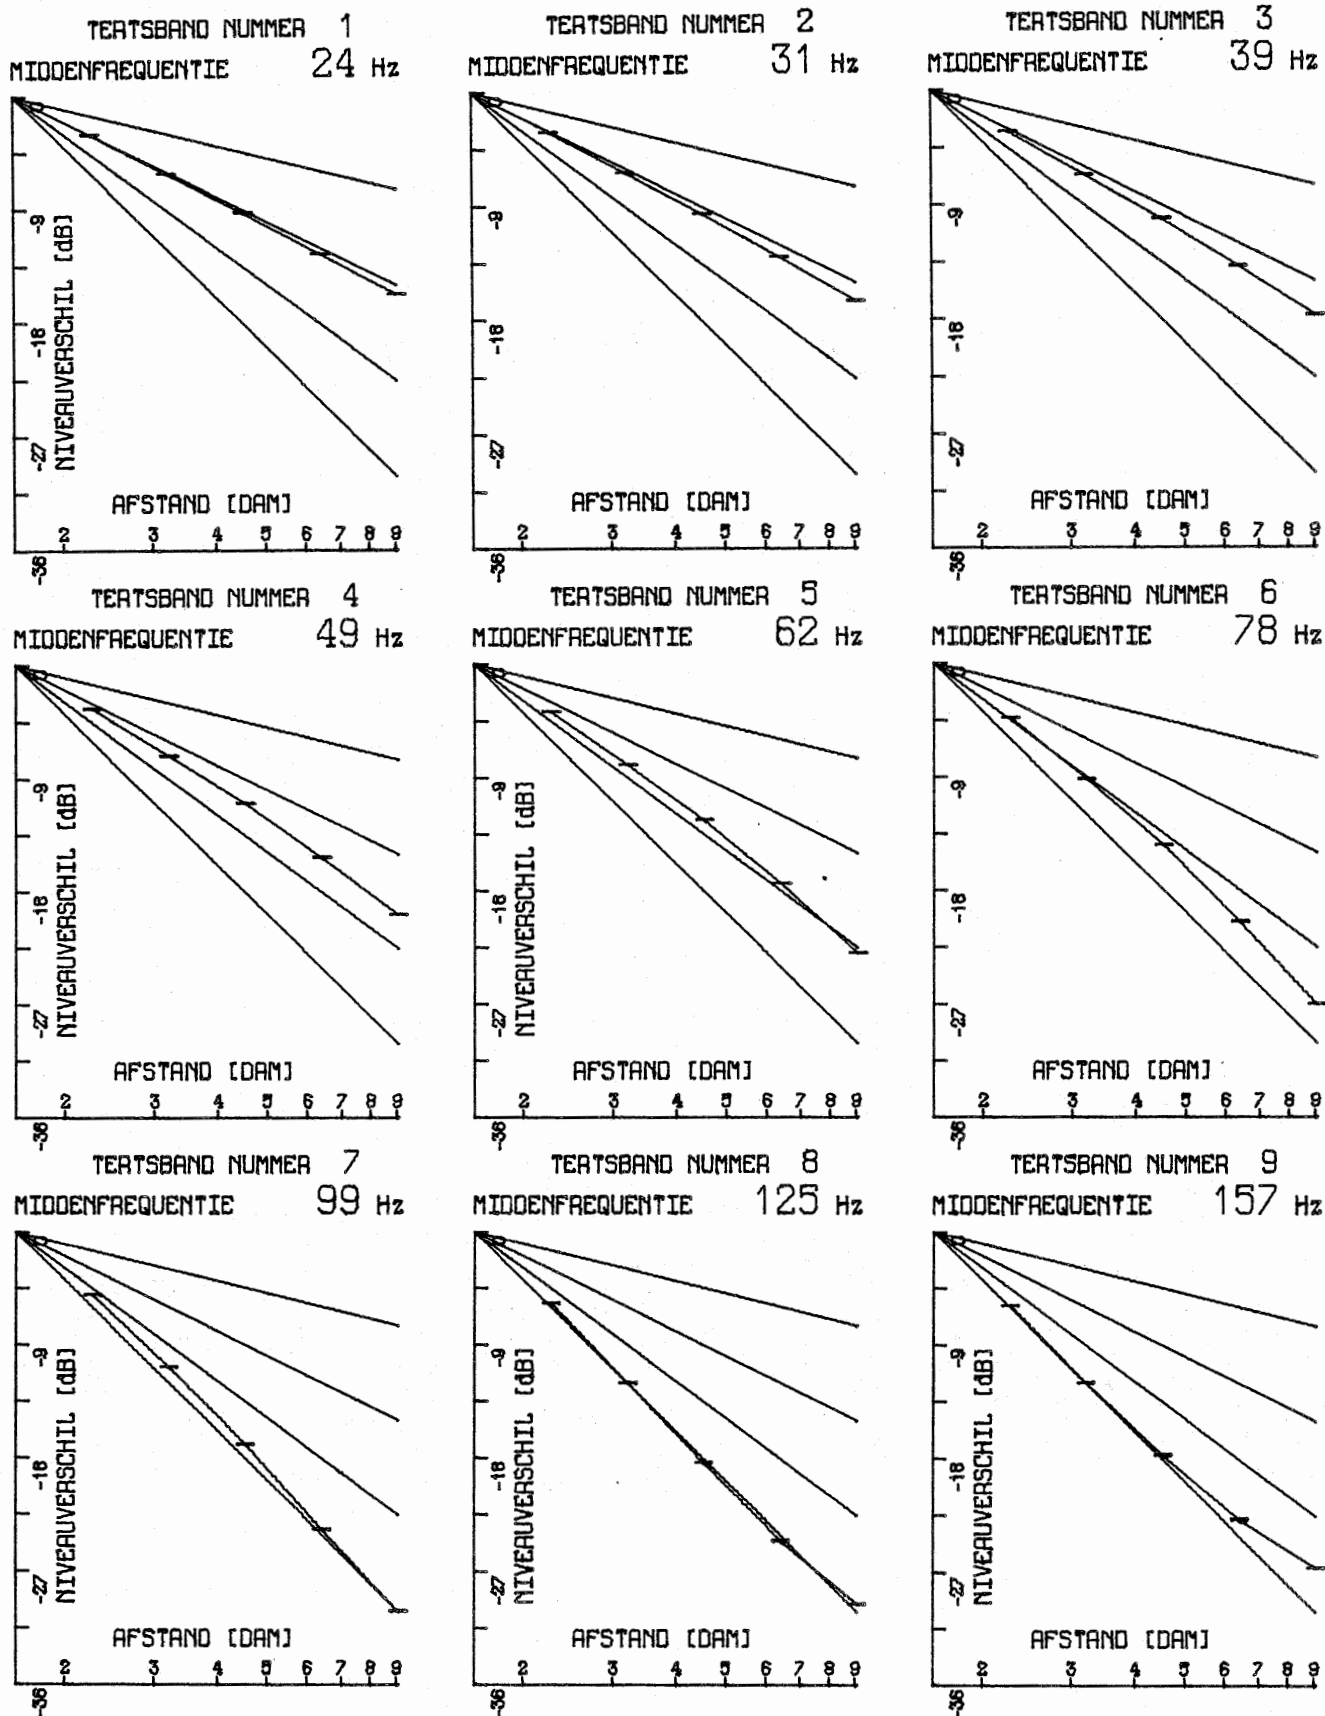 TERTSBAND NUMMER 1
MIDDENFREQUENTIE 24 Hz
-9
-18
-27
-36
NIVEAUVERSCHIL [dB]
AFSTAND [DAM]
2 3 4 5 6 7 8 9
TERTSBAND NUMMER 2
MIDDENFREQUENTIE 31 Hz
-9
-18
-27
-36
AFSTAND [DAM]
2 3 4 5 6 7 8 9
TERTSBAND NUMMER 3
MIDDENFREQUENTIE 39 Hz
-9
-18
-27
-36
AFSTAND [DAM]
2 3 4 5 6 7 8 9
TERTSBAND NUMMER 4
MIDDENFREQUENTIE 49 Hz
-9
-18
-27
-36
NIVEAUVERSCHIL [dB]
AFSTAND [DAM]
2 3 4 5 6 7 8 9
TERTSBAND NUMMER 5
MIDDENFREQUENTIE 62 Hz
-9
-18
-27
-36
NIVEAUVERSCHIL [dB]
AFSTAND [DAM]
2 3 4 5 6 7 8 9
TERTSBAND NUMMER 6
MIDDENFREQUENTIE 78 Hz
-9
-18
-27
-36
AFSTAND [DAM]
2 3 4 5 6 7 8 9
TERTSBAND NUMMER 7
MIDDENFREQUENTIE 99 Hz
-9
-18
-27
-36
NIVEAUVERSCHIL [dB]
AFSTAND [DAM]
2 3 4 5 6 7 8 9
TERTSBAND NUMMER 8
MIDDENFREQUENTIE 125 Hz
-9
-18
-27
-36
NIVEAUVERSCHIL [dB]
AFSTAND [DAM]
2 3 4 5 6 7 8 9
TERTSBAND NUMMER 9
MIDDENFREQUENTIE 157 Hz
-9
-18
-27
-36
NIVEAUVERSCHIL [dB]
AFSTAND [DAM]
2 3 4 5 6 7 8 9